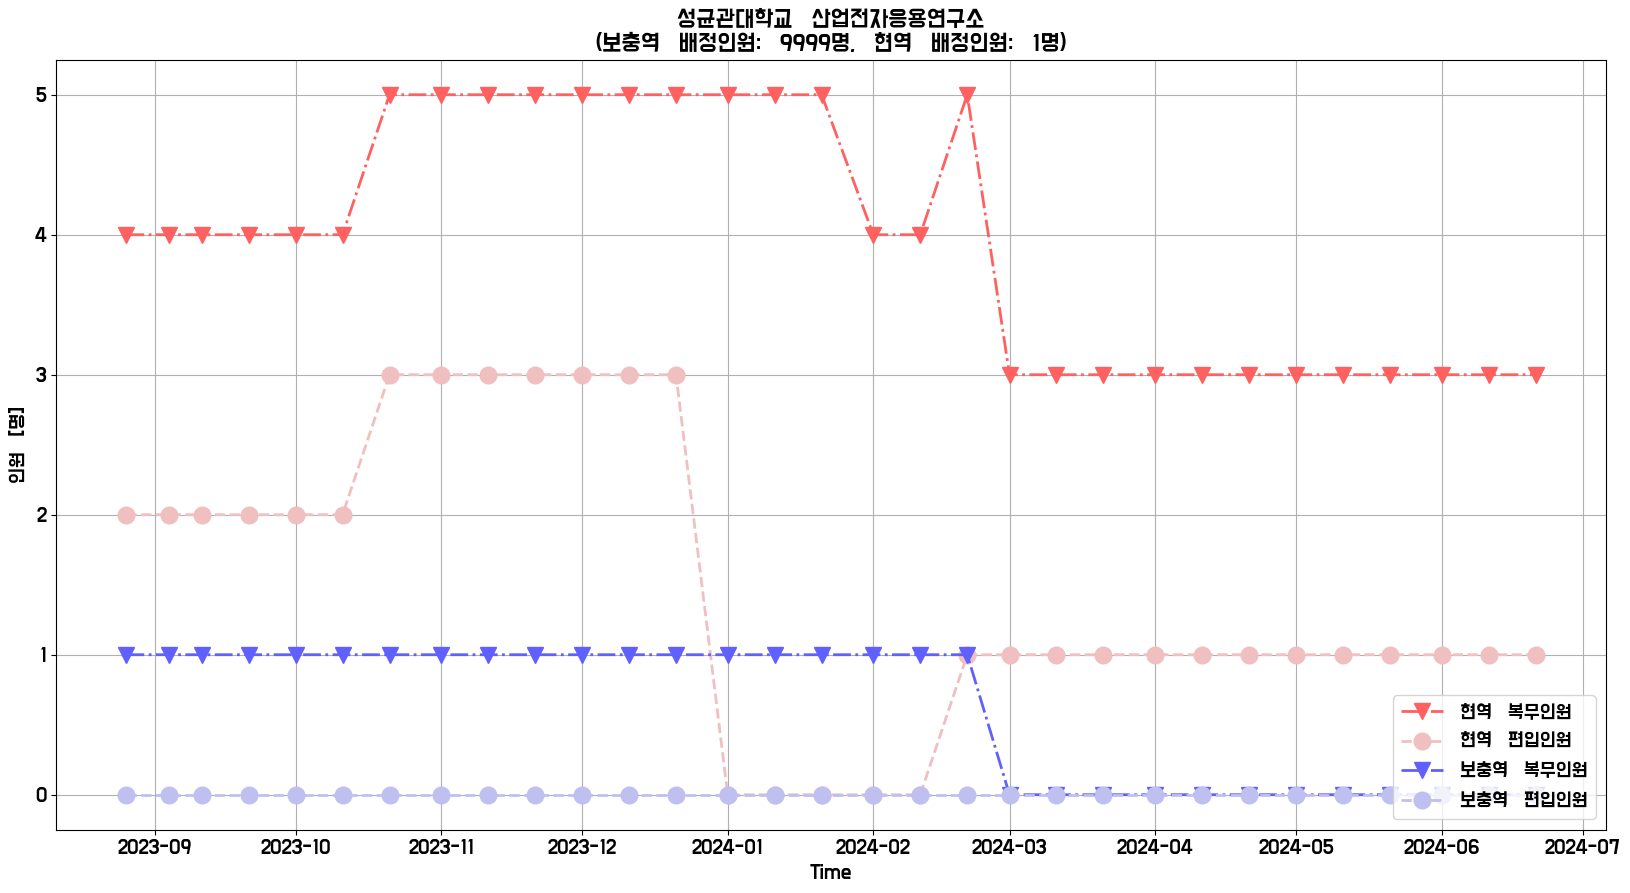 성균관대학교 산업전자응용연구소
(보충역 배정인원: 9999명, 현역 배정인원: 1명)
5
4
3
2
1
0
인원 [명]
2023-09 2023-10 2023-11 2023-12 2024-01 2024-02 2024-03 2024-04 2024-05 2024-06 2024-07
Time
현역 복무인원
현역 편입인원
보충역 복무인원
보충역 편입인원